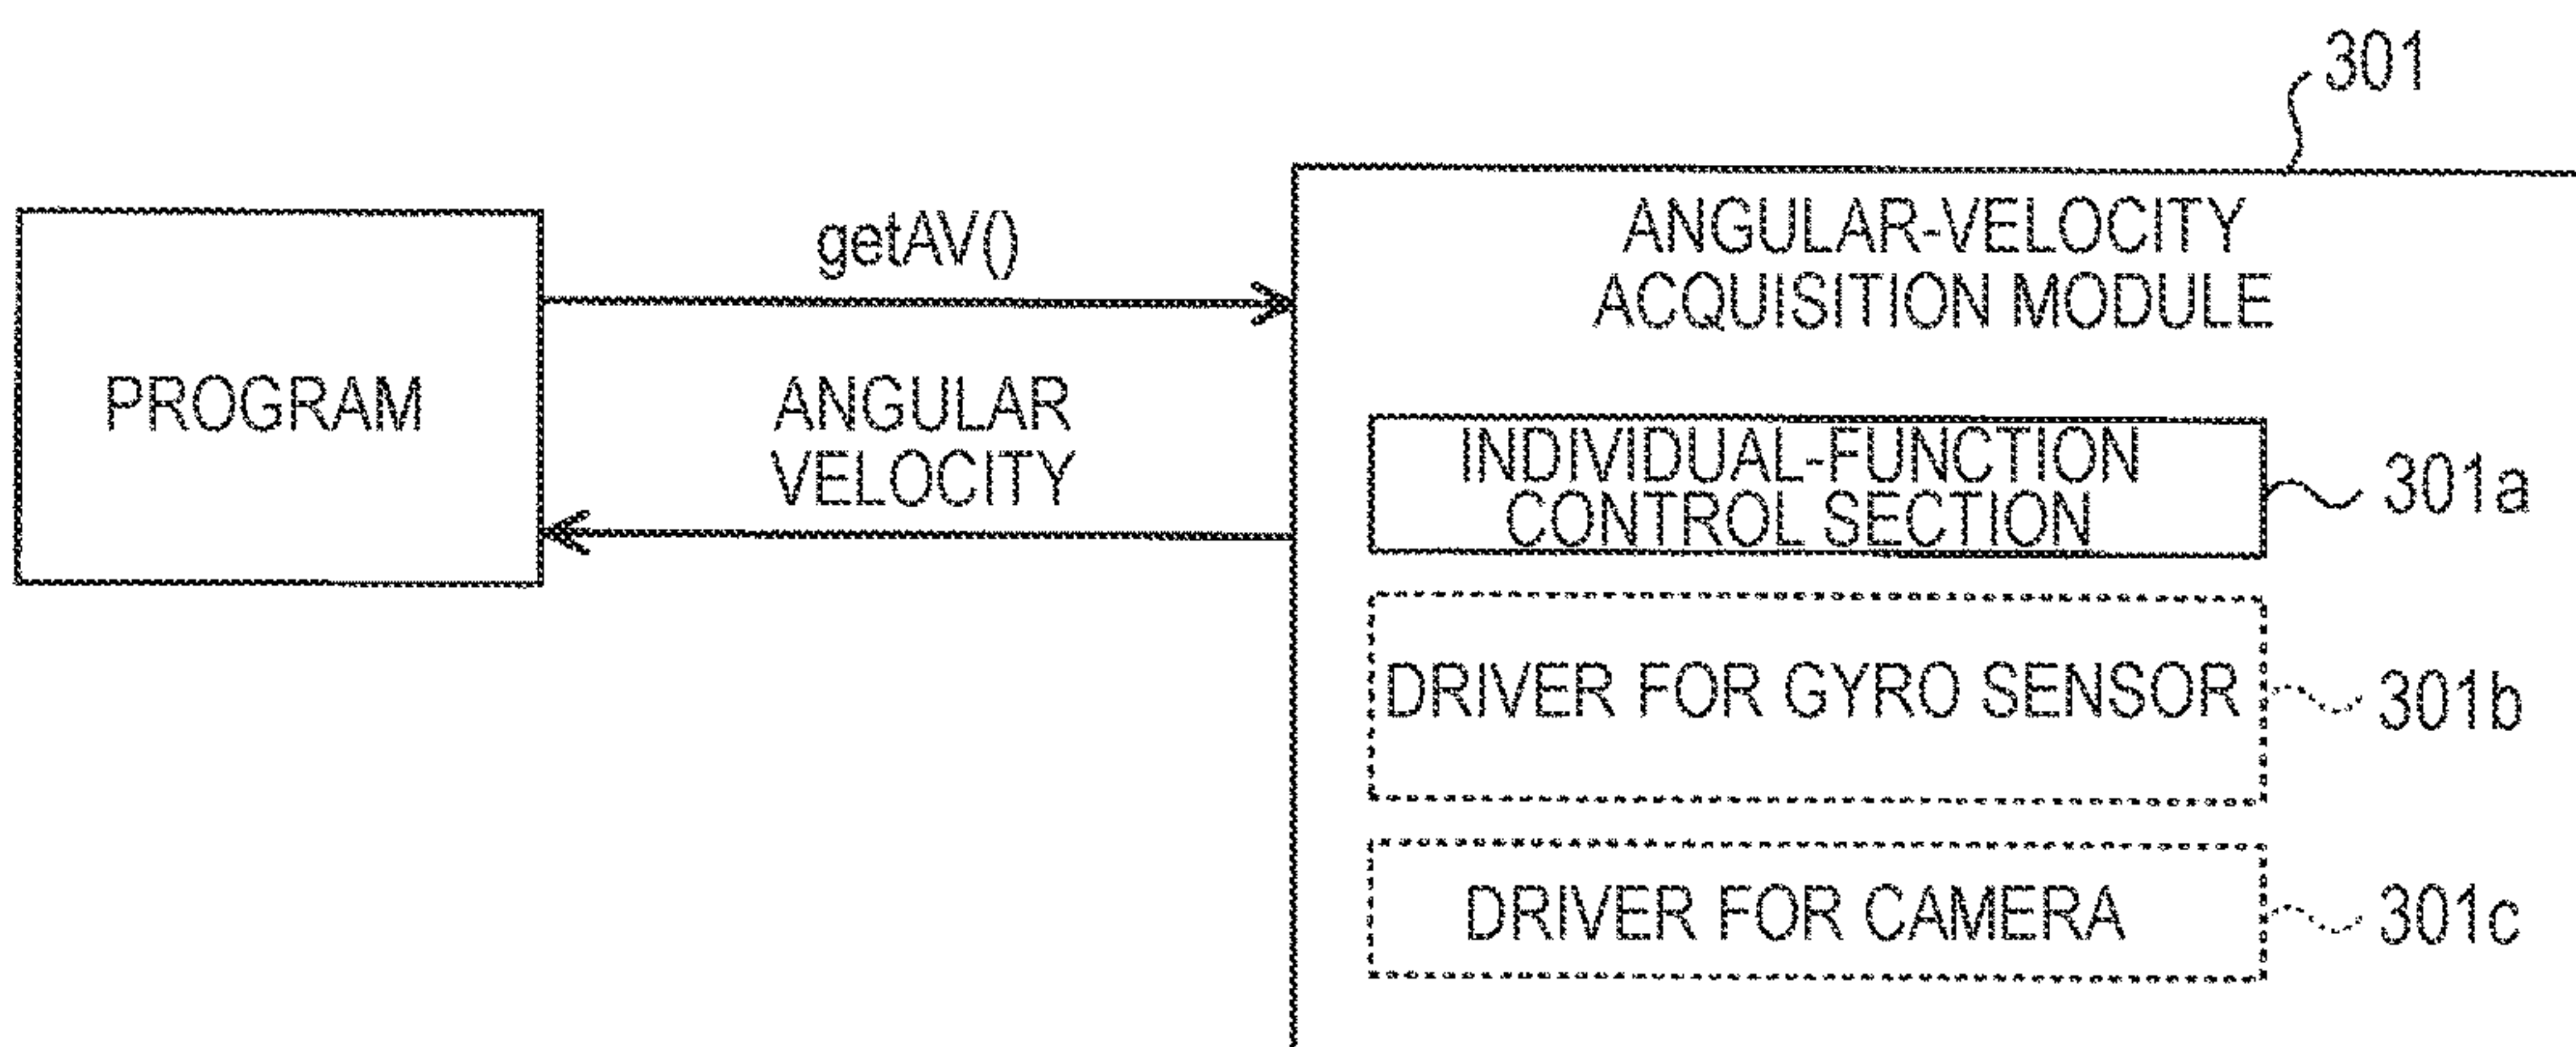 301
ANGULAR-VELOCITY
ACQUISITION MODULE
getAV()
PROGRAM
ANGULAR
VELOCITY
INDIVIDUAL-FUNCTION
CONTROL SECTION
301a
DRIVER FOR GYRO SENSOR
301b
DRIVER FOR CAMERA
301c